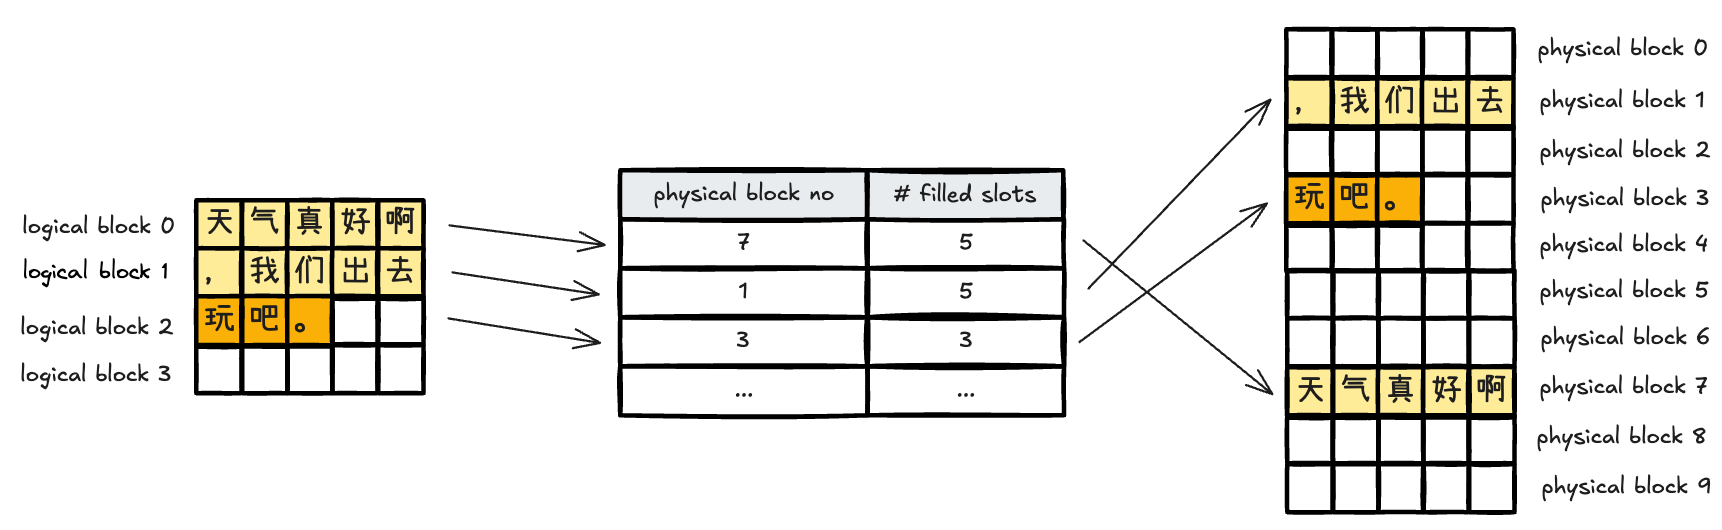 logical block 0 天气真好啊
logical block 1 ，我们出去
logical block 2 玩吧。
logical block 3
physical block no # filled slots
7 5
1 5
3 3
... ...
physical block 0
，我们出去 physical block 1
physical block 2
玩吧。 physical block 3
physical block 4
physical block 5
physical block 6
天气真好啊 physical block 7
physical block 8
physical block 9